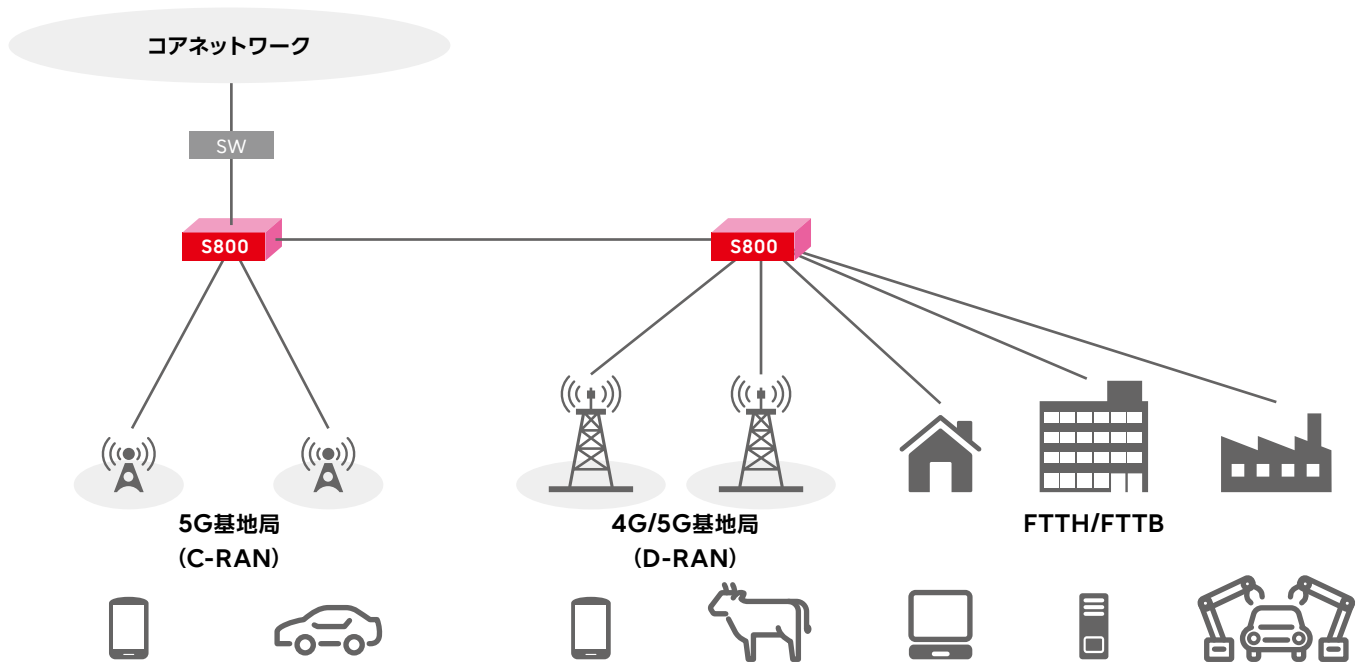 コアネットワーク
SW
S800
S800
5G基地局
（C-RAN）
4G/5G基地局
（D-RAN）
FTTH/FTTB